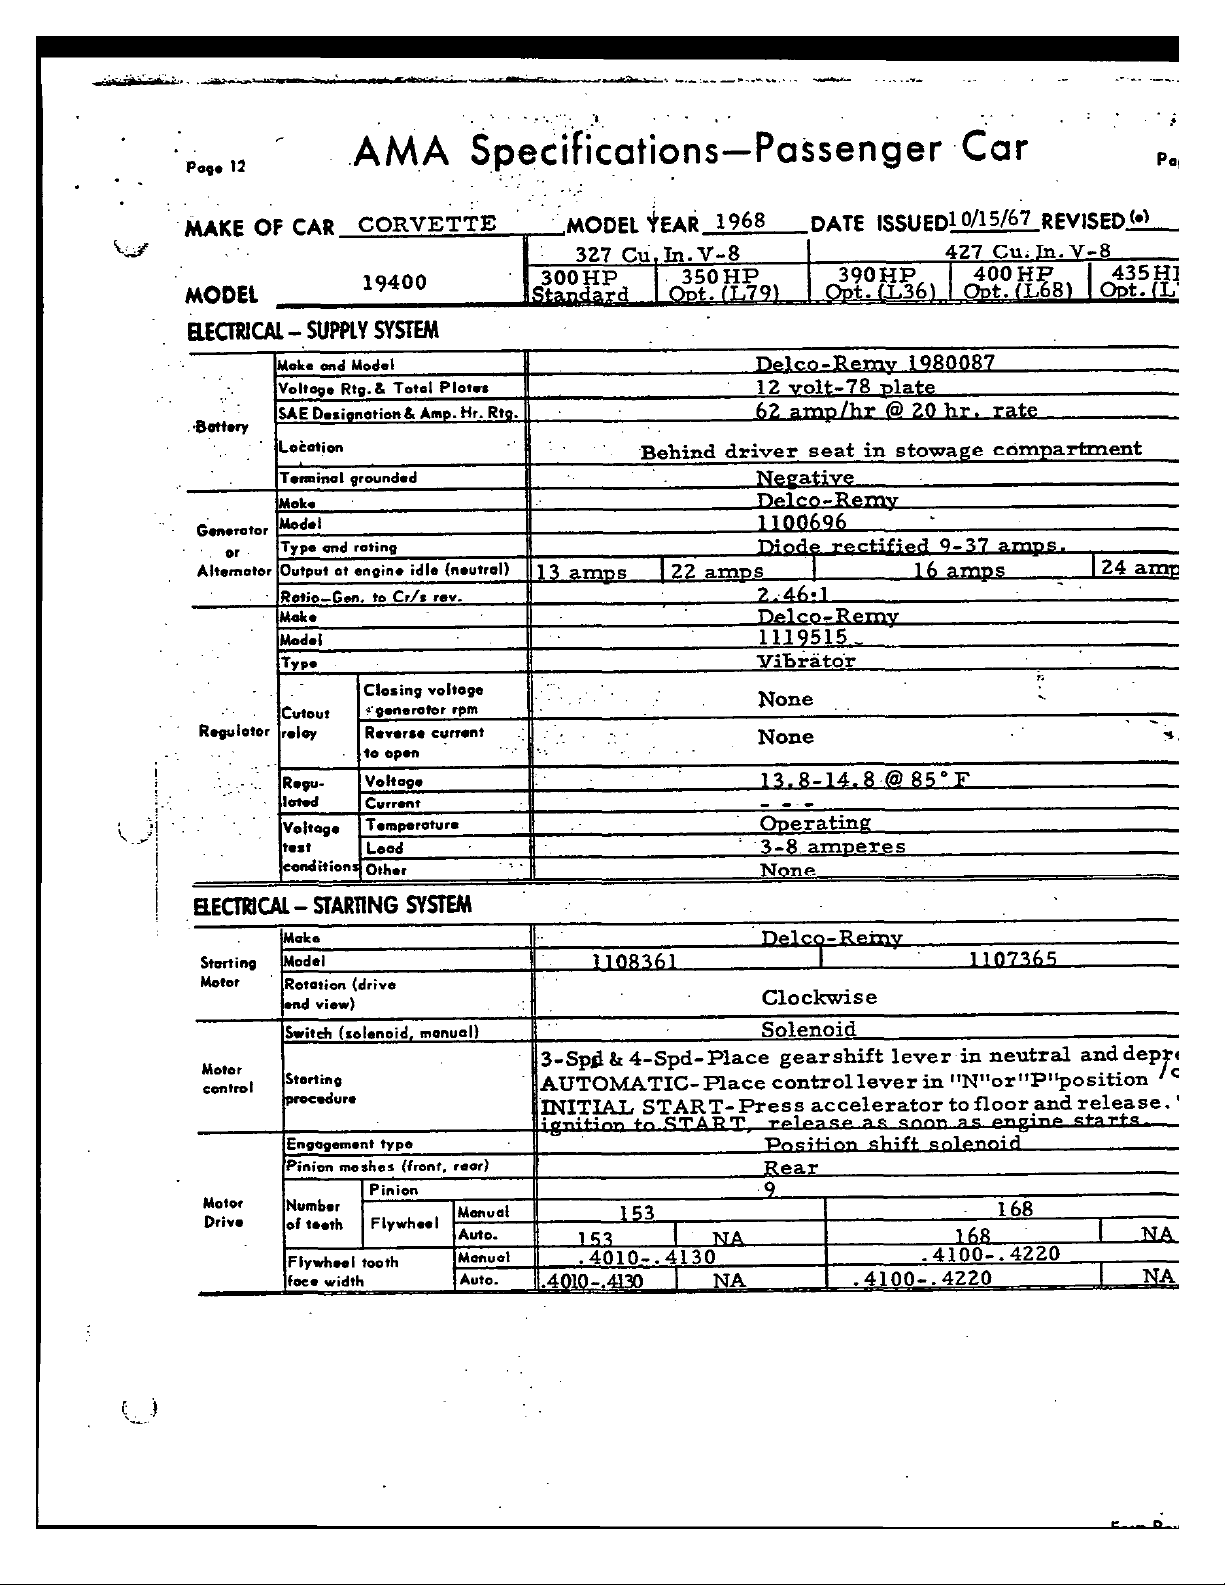 Page 12
AMA Specifications—Passenger Car
MAKE OF CAR CORVETTE MODEL YEAR 1968 DATE ISSUED 10/15/67 REVISED (•)
327 Cu. In. V-8 427 Cu. In. V-8
MODEL 19400
300 HP Standard 350 HP Opt. (L79) 390 HP Opt. (L36) 400 HP Opt. (L68) 435 H
Opt. (L
ELECTRICAL – SUPPLY SYSTEM
Battery
Make and Model Delco-Remy 1980087
Voltage Rtg. & Total Plates 12 volt-78 plate
SAE Designation & Amp. Hr. Rtg. 62 amp/hr @ 20 hr. rate
Location Behind driver seat in stowage compartment
Terminal grounded Negative
Generator or Alternator
Make Delco-Remy
Model 1100696
Type and rating Diode rectified 9-37 amps.
Output at engine idle (neutral) 13 amps 22 amps 16 amps 24 amp
Ratio—Gen. to Cr/s rev. 2.46:1
Regulator
Make Delco-Remy
Model 1119515
Type Vibrator
Cutout relay
Closing voltage generator rpm None
Reverse current to open None
Regu-
lated
Voltage 13.8-14.8 @ 85°F
Current - - -
Voltage test conditions
Temperature Operating
Load 3-8 amperes
Other None
ELECTRICAL – STARTING SYSTEM
Starting Motor
Make Delco-Remy
Model 1108361 1107365
Rotation (drive end view) Clockwise
Motor control
Switch (solenoid, manual) Solenoid
Starting procedure
3-Spd & 4-Spd-Place gearshift lever in neutral and depr
AUTOMATIC-Place control lever in "N" or "P" position
INITIAL START-Press accelerator to floor and release.
ignition to START, release as soon as engine starts.
Motor Drive
Engagement type Position shift solenoid
Pinion meshes (front, rear) Rear
Number of teeth
Pinion 9
Flywheel
Manual 153 168
Auto. 153 NA 168 NA
Flywheel tooth face width
Manual .4010-.4130 .4100-.4220
Auto. .4010-.4130 NA .4100-.4220 NA